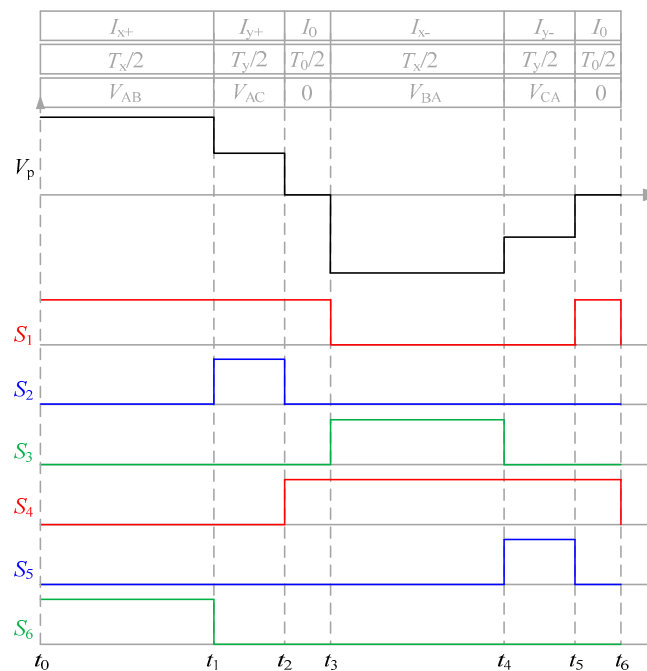 Ix+ Iy+ I0 Ix- Iy- I0
Tx/2 Ty/2 T0/2 Tx/2 Ty/2 T0/2
VAB VAC 0 VBA VCA 0
Vp
S1
S2
S3
S4
S5
S6
t0 t1 t2 t3 t4 t5 t6